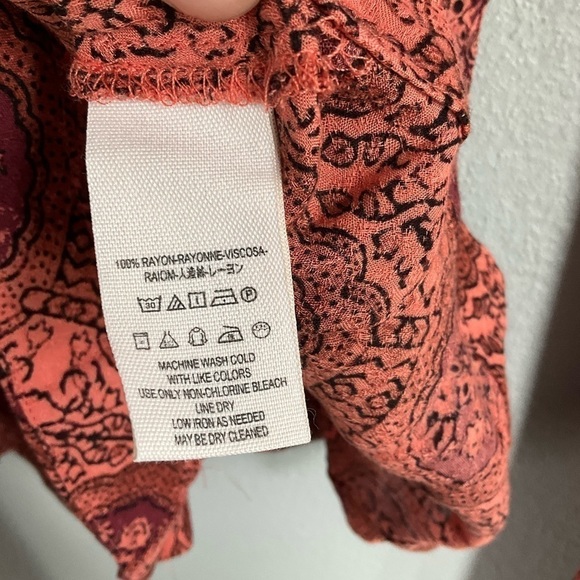 100% RAYON-RAYONNE-VISCOSA-
RAIOM-人造絲-レーヨン
MACHINE WASH COLD
WITH LIKE COLORS
USE ONLY NON-CHLORINE BLEACH
LINE DRY
LOW IRON AS NEEDED
MAY BE DRY CLEANED